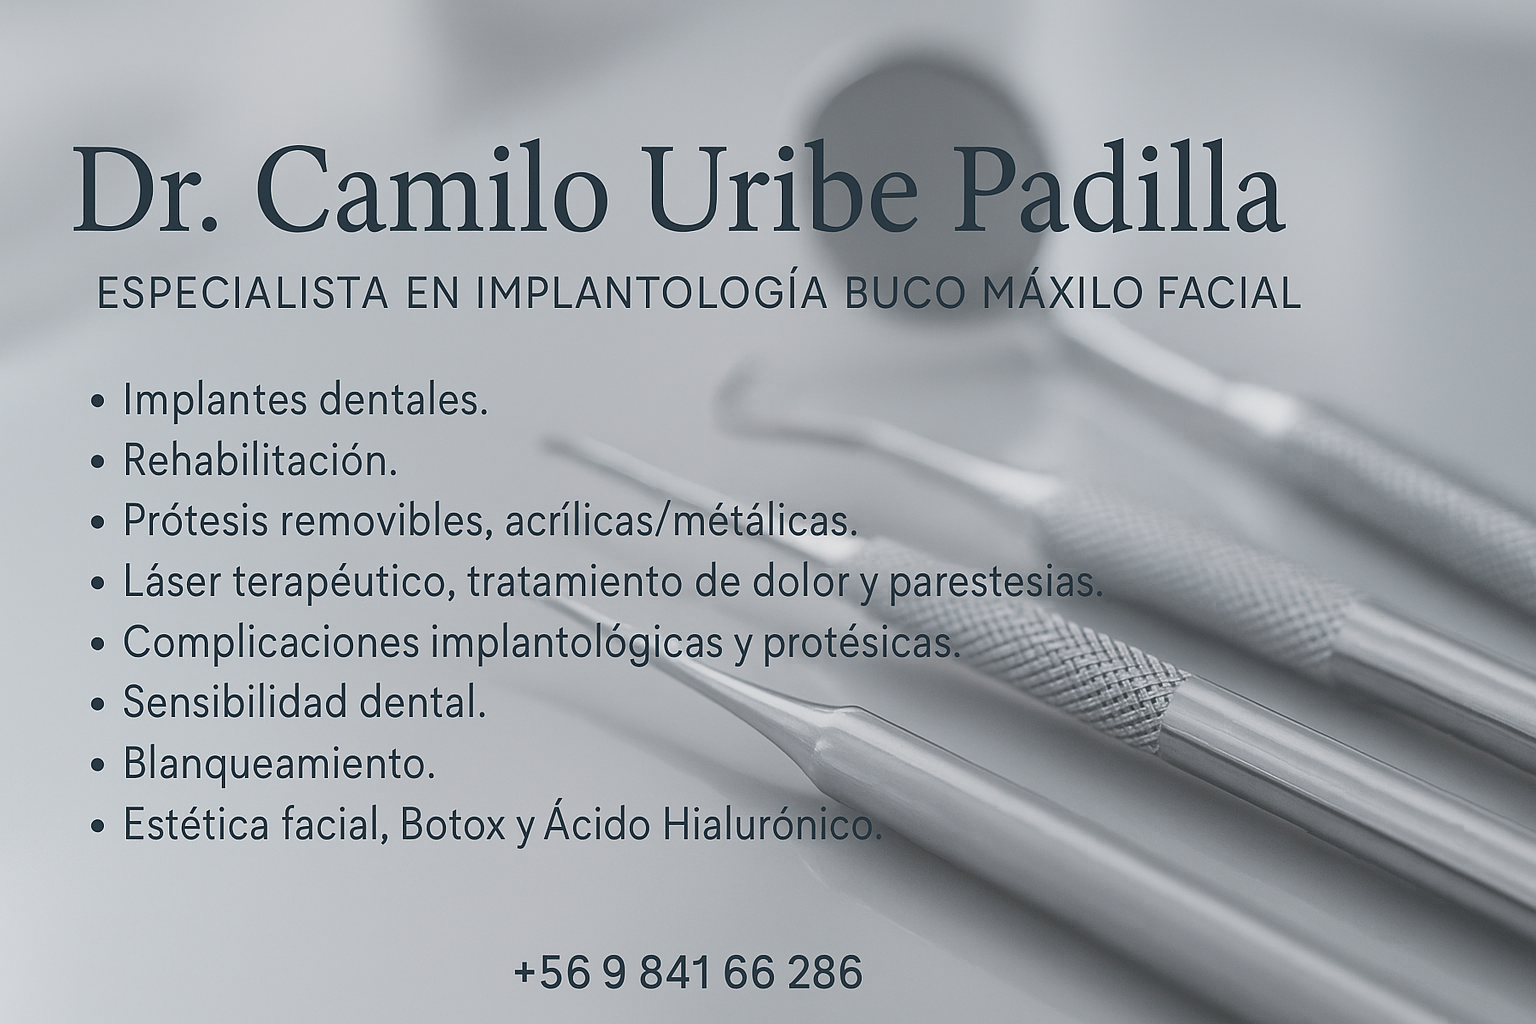 Dr. Camilo Uribe Padilla
ESPECIALISTA EN IMPLANTOLOGÍA BUCO MÁXILO FACIAL
• Implantes dentales.
• Rehabilitación.
• Prótesis removibles, acrílicas/métálicas.
• Láser terapéutico, tratamiento de dolor y parestesias.
• Complicaciones implantológicas y protésicas.
• Sensibilidad dental.
• Blanqueamiento.
• Estética facial, Botox y Ácido Hialurónico.
+56 9 841 66 286